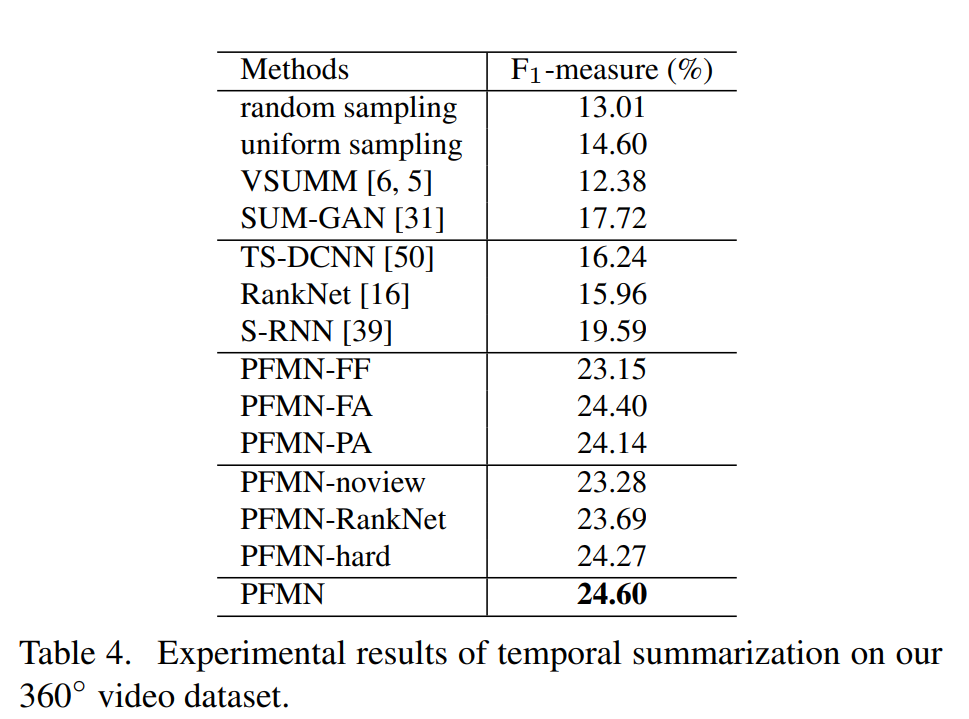 Methods F₁-measure (%)
random sampling 13.01
uniform sampling 14.60
VSUMM [6, 5] 12.38
SUM-GAN [31] 17.72
TS-DCNN [50] 16.24
RankNet [16] 15.96
S-RNN [39] 19.59
PFMN-FF 23.15
PFMN-FA 24.40
PFMN-PA 24.14
PFMN-noview 23.28
PFMN-RankNet 23.69
PFMN-hard 24.27
PFMN 24.60
Table 4. Experimental results of temporal summarization on our
360° video dataset.